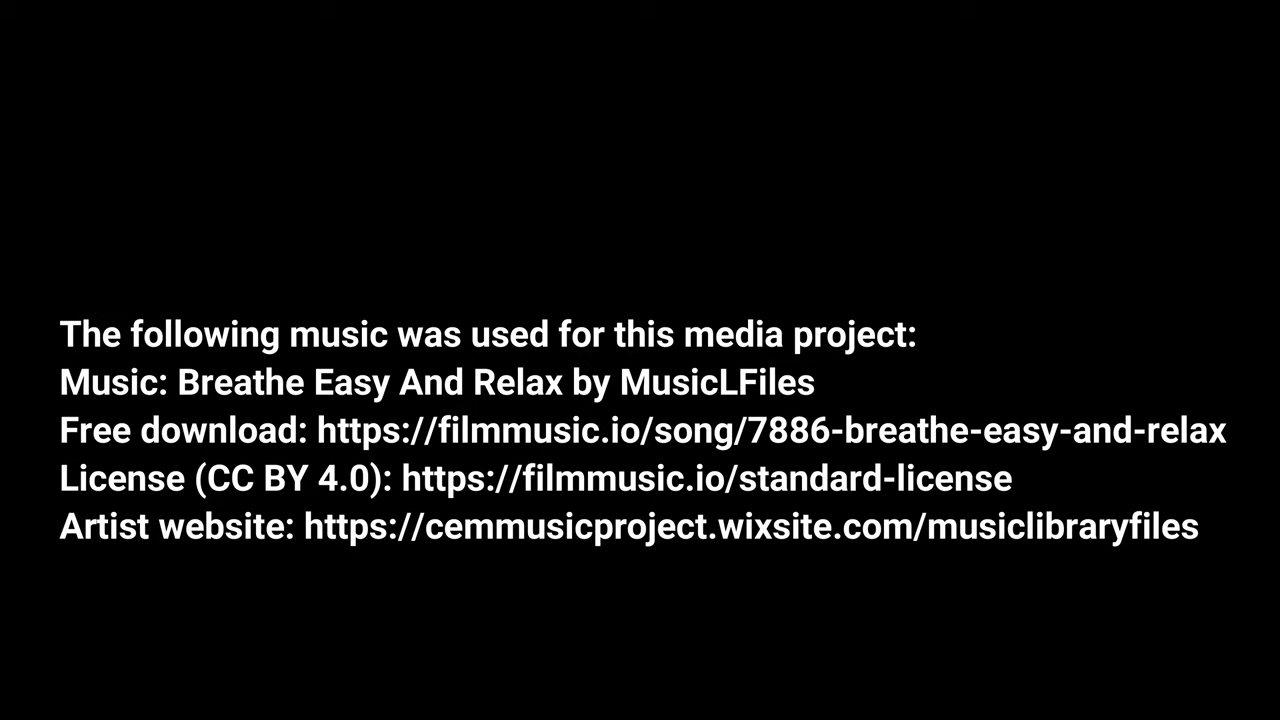 The following music was used for this media project:
Music: Breathe Easy And Relax by MusicLFiles
Free download: https://filmmusic.io/song/7886-breathe-easy-and-relax
License (CC BY 4.0): https://filmmusic.io/standard-license
Artist website: https://cemmusicproject.wixsite.com/musiclibraryfiles